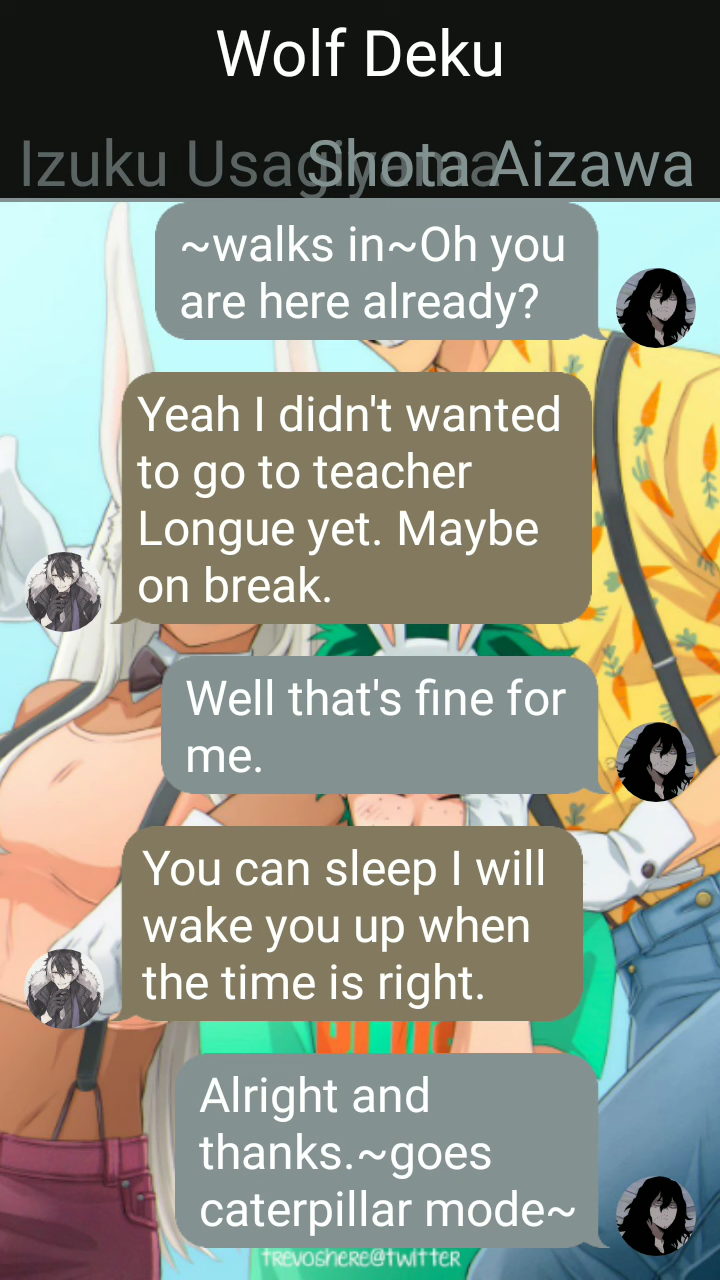 Wolf Deku
Izuku Usagiyama Shota Aizawa
~walks in~Oh you
are here already?
Yeah I didn't wanted
to go to teacher
Longue yet. Maybe
on break.
Well that's fine for
me.
You can sleep I will
wake you up when
the time is right.
Alright and
thanks.~goes
caterpillar mode~
trevoshere@twitter